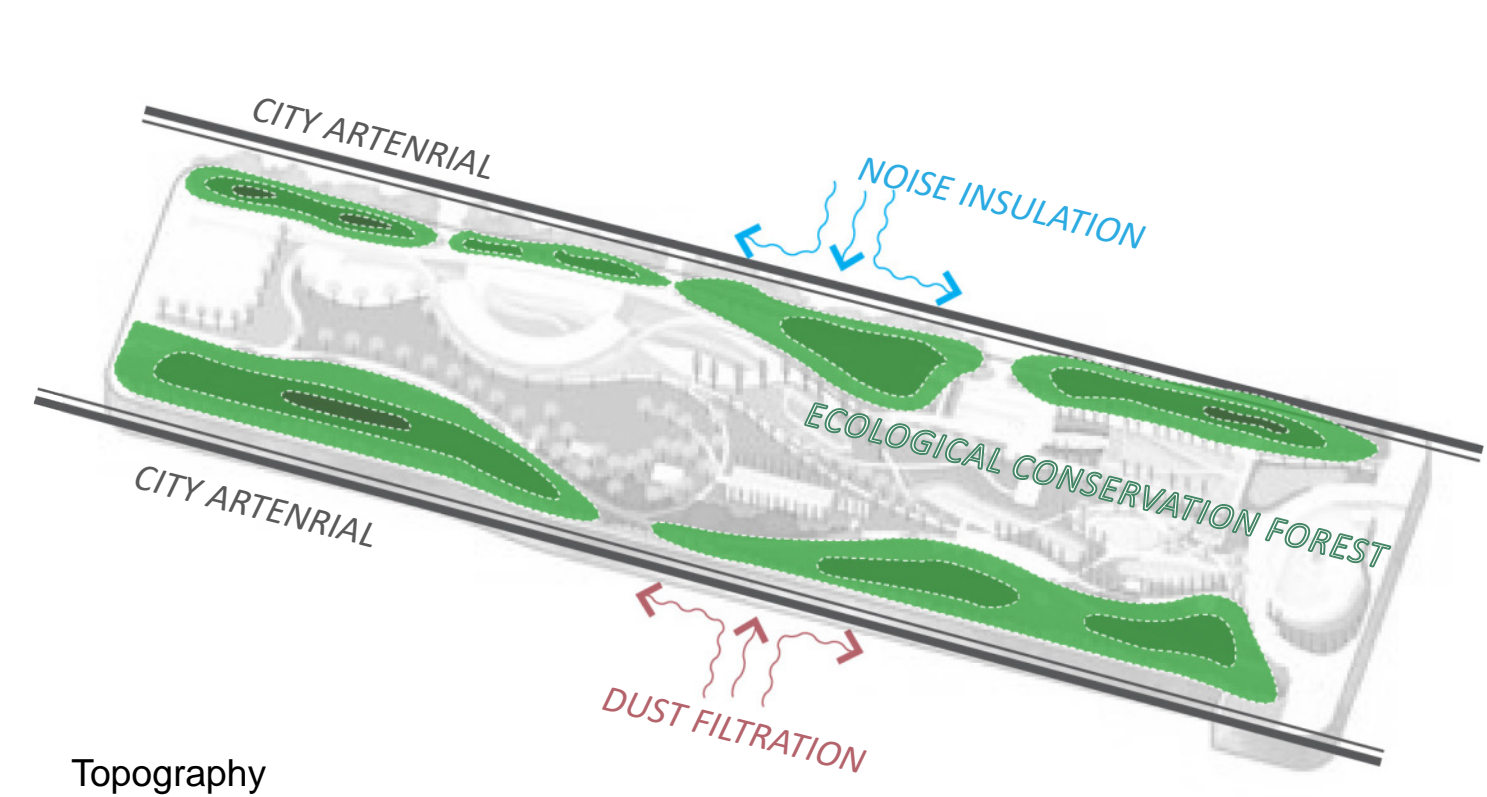 CITY ARTENRIAL
NOISE INSULATION
ECOLOGICAL CONSERVATION FOREST
CITY ARTENRIAL
DUST FILTRATION
Topography